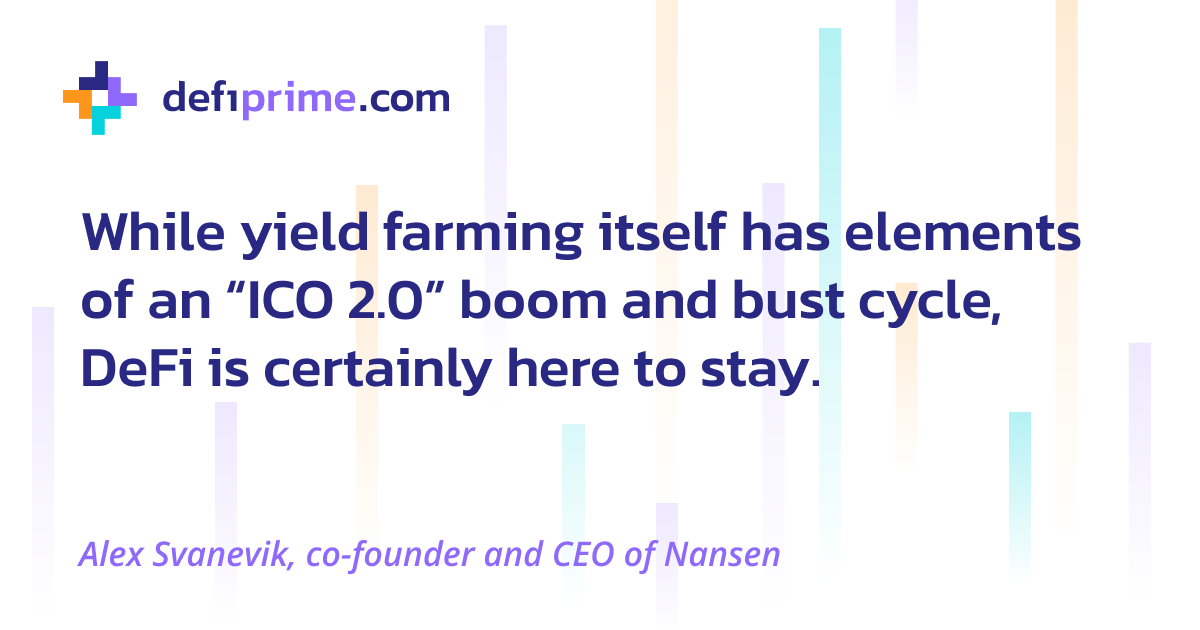 defiprime.com
While yield farming itself has elements
of an “ICO 2.0” boom and bust cycle,
DeFi is certainly here to stay.
Alex Svanevik, co-founder and CEO of Nansen